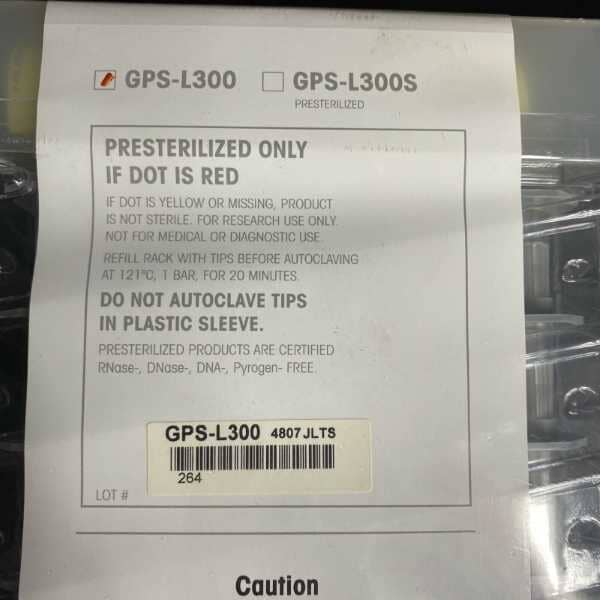 GPS-L300 GPS-L300S
PRESTERILIZED
PRESTERILIZED ONLY
IF DOT IS RED
IF DOT IS YELLOW OR MISSING, PRODUCT
IS NOT STERILE. FOR RESEARCH USE ONLY.
NOT FOR MEDICAL OR DIAGNOSTIC USE.
REFILL RACK WITH TIPS BEFORE AUTOCLAVING
AT 121ºC, 1 BAR, FOR 20 MINUTES.
DO NOT AUTOCLAVE TIPS
IN PLASTIC SLEEVE.
PRESTERILIZED PRODUCTS ARE CERTIFIED
RNase-, DNase-, DNA-, Pyrogen- FREE.
GPS-L300 4807JLTS
264
LOT #
Caution